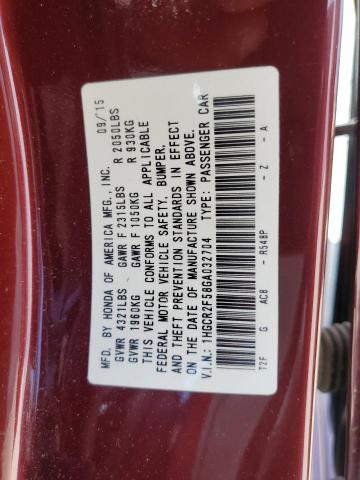 MFD. BY HONDA OF AMERICA MFG., INC. 09/15
GVWR 4321LBS GAWR F 2315LBS R 2050LBS
GVWR 1960KG GAWR F 1050KG R 930KG
THIS VEHICLE CONFORMS TO ALL APPLICABLE
FEDERAL MOTOR VEHICLE SAFETY, BUMPER,
AND THEFT PREVENTION STANDARDS IN EFFECT
ON THE DATE OF MANUFACTURE SHOWN ABOVE.
V.I.N.: 1HGCR2F58GA032704 TYPE: PASSENGER CAR
T2F G AC8 - R548P - Z - A